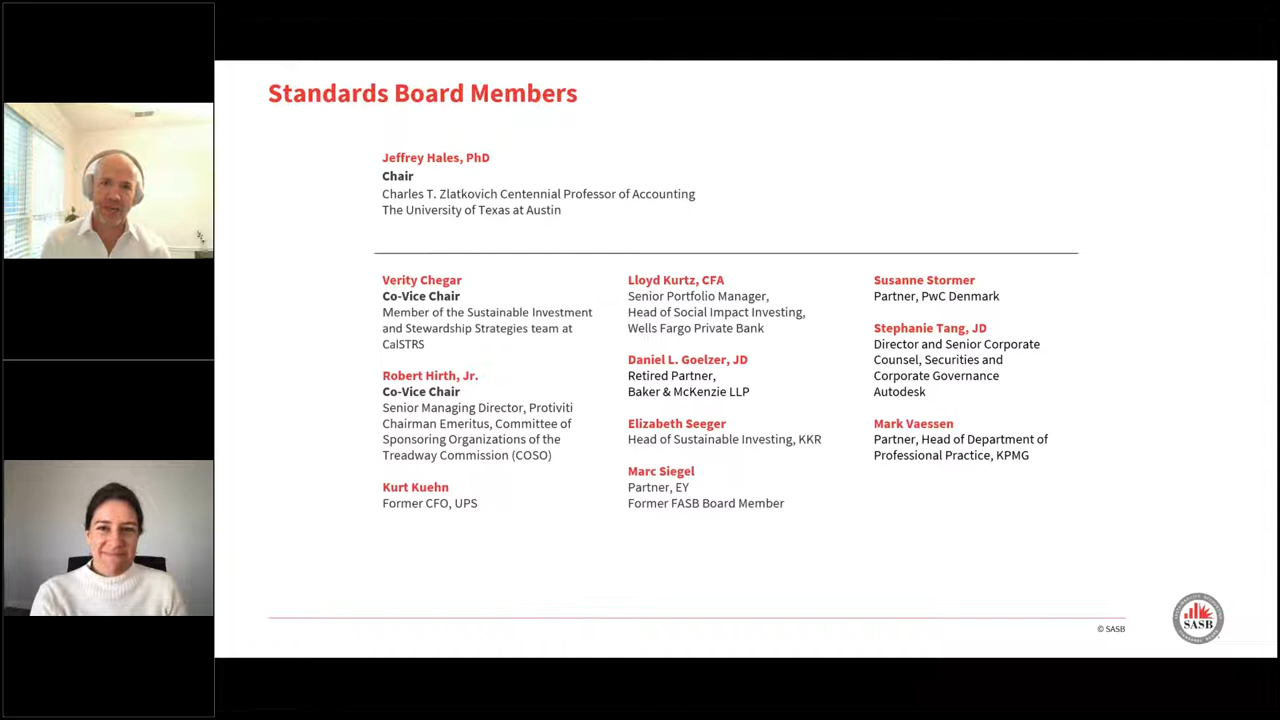 Standards Board Members
Jeffrey Hales, PhD
Chair
Charles T. Zlatkovich Centennial Professor of Accounting
The University of Texas at Austin
Verity Chegar
Co-Vice Chair
Member of the Sustainable Investment
and Stewardship Strategies team at
CalSTRS
Robert Hirth, Jr.
Co-Vice Chair
Senior Managing Director, Protiviti
Chairman Emeritus, Committee of
Sponsoring Organizations of the
Treadway Commission (COSO)
Kurt Kuehn
Former CFO, UPS
Lloyd Kurtz, CFA
Senior Portfolio Manager,
Head of Social Impact Investing,
Wells Fargo Private Bank
Daniel L. Goelzer, JD
Retired Partner,
Baker & McKenzie LLP
Elizabeth Seeger
Head of Sustainable Investing, KKR
Marc Siegel
Partner, EY
Former FASB Board Member
Susanne Stormer
Partner, PwC Denmark
Stephanie Tang, JD
Director and Senior Corporate
Counsel, Securities and
Corporate Governance
Autodesk
Mark Vaessen
Partner, Head of Department of
Professional Practice, KPMG
© SASB
SASB